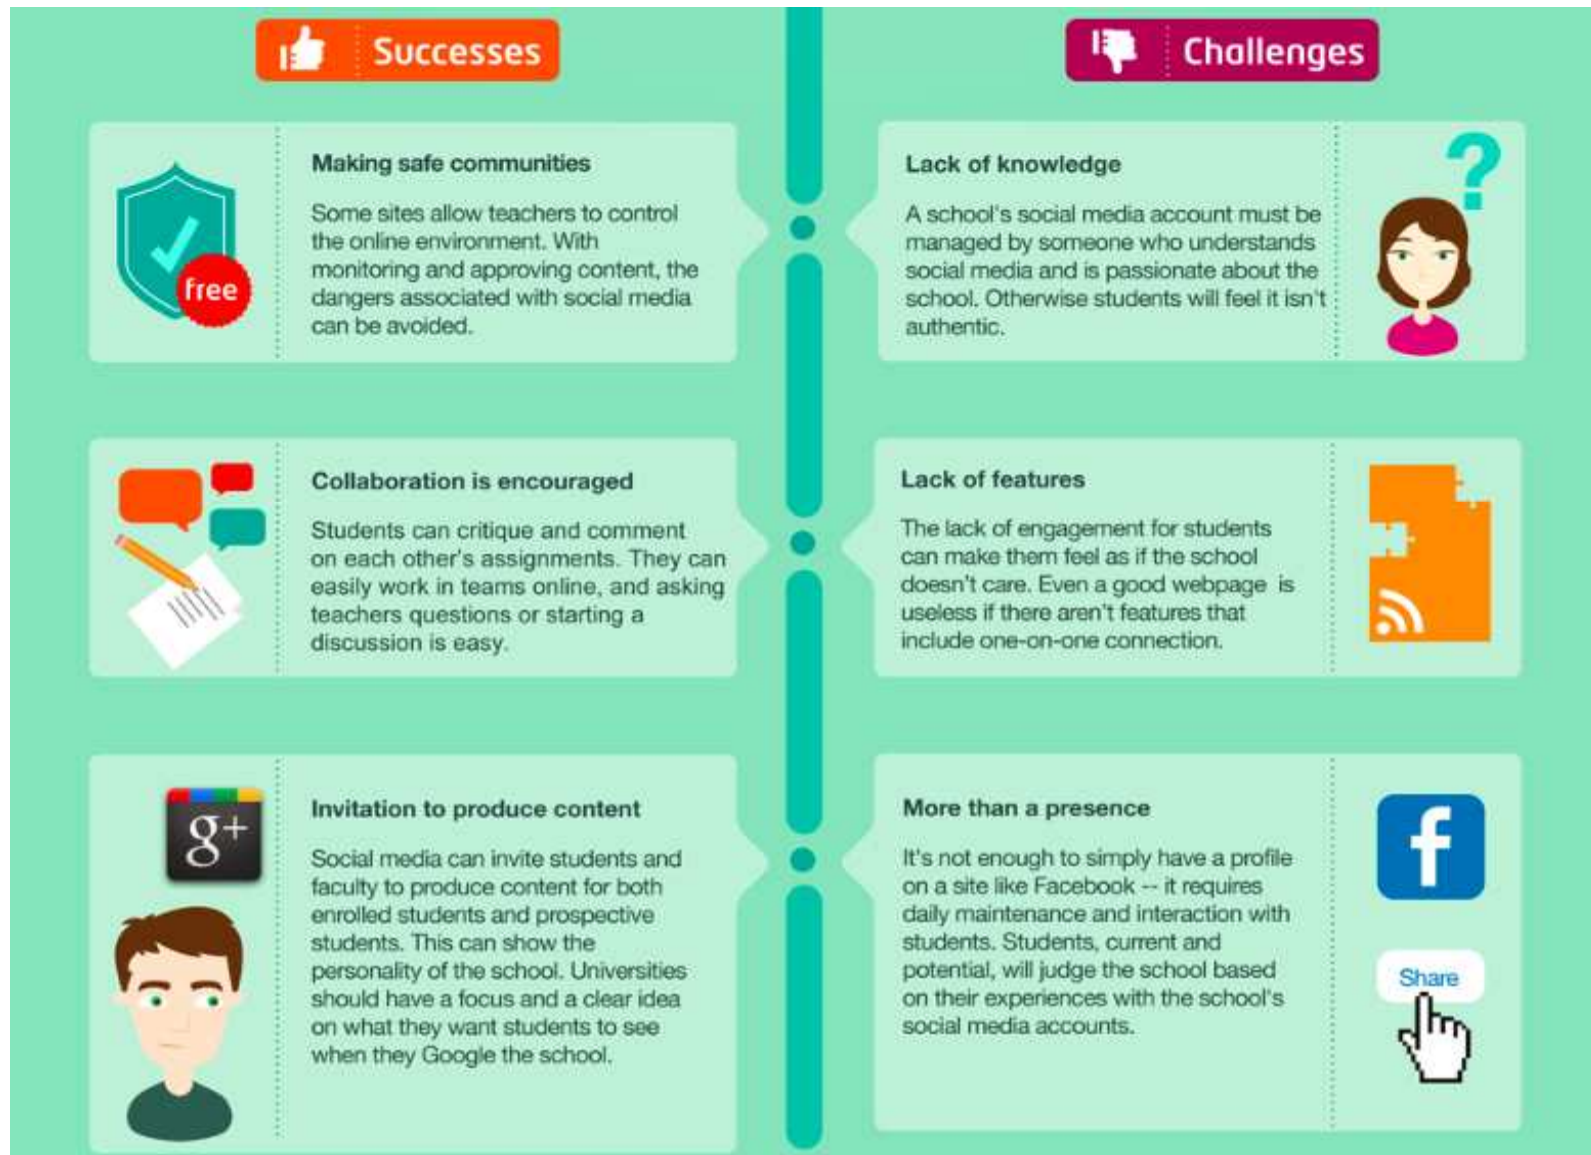 Successes
Challenges
free
Making safe communities
Some sites allow teachers to control
the online environment. With
monitoring and approving content, the
dangers associated with social media
can be avoided.
Lack of knowledge
A school's social media account must be
managed by someone who understands
social media and is passionate about the
school. Otherwise students will feel it isn't
authentic.
?
Collaboration is encouraged
Students can critique and comment
on each other's assignments. They can
easily work in teams online, and asking
teachers questions or starting a
discussion is easy.
Lack of features
The lack of engagement for students
can make them feel as if the school
doesn't care. Even a good webpage is
useless if there aren't features that
include one-on-one connection.
g+
Invitation to produce content
Social media can invite students and
faculty to produce content for both
enrolled students and prospective
students. This can show the
personality of the school. Universities
should have a focus and a clear idea
on what they want students to see
when they Google the school.
More than a presence
It's not enough to simply have a profile
on a site like Facebook -- it requires
daily maintenance and interaction with
students. Students, current and
potential, will judge the school based
on their experiences with the school's
social media accounts.
f
Share